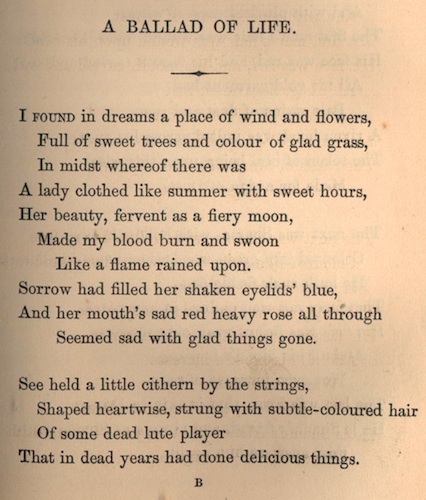 A BALLAD OF LIFE.
I FOUND in dreams a place of wind and flowers,
Full of sweet trees and colour of glad grass,
In midst whereof there was
A lady clothed like summer with sweet hours,
Her beauty, fervent as a fiery moon,
Made my blood burn and swoon
Like a flame rained upon.
Sorrow had filled her shaken eyelids' blue,
And her mouth's sad red heavy rose all through
Seemed sad with glad things gone.
See held a little cithern by the strings,
Shaped heartwise, strung with subtle-coloured hair
Of some dead lute player
That in dead years had done delicious things.
B